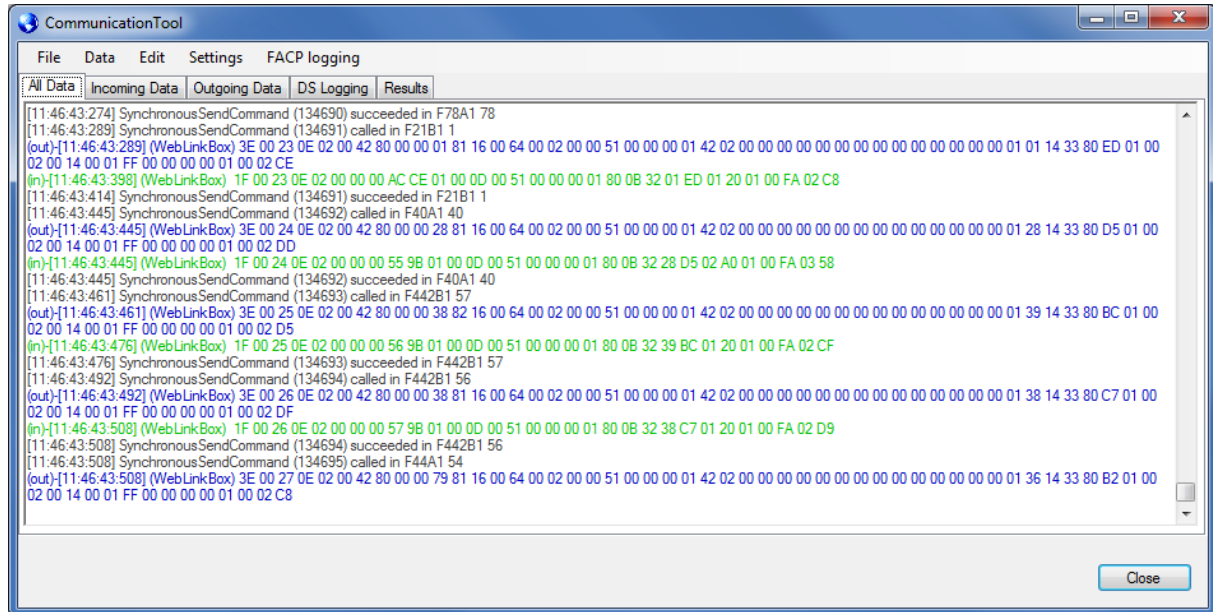 CommunicationTool
File Data Edit Settings FACP logging
All Data Incoming Data Outgoing Data DS Logging Results
[11:46:43:274] SynchronousSendCommand (134690) succeeded in F78A1 78
[11:46:43:289] SynchronousSendCommand (134691) called in F21B1 1
(out)-[11:46:43:289] (WebLinkBox) 3E 00 23 0E 02 00 42 80 00 00 01 81 16 00 64 00 02 00 00 51 00 00 00 01 42 02 00 00 00 00 00 00 00 00 00 00 00 00 00 00 01 01 14 33 80 ED 01 00
02 00 14 00 01 FF 00 00 00 00 01 00 02 CE
(in)-[11:46:43:398] (WebLinkBox) 1F 00 23 0E 02 00 00 00 AC CE 01 00 0D 00 51 00 00 00 01 80 0B 32 01 ED 01 20 01 00 FA 02 C8
[11:46:43:414] SynchronousSendCommand (134691) succeeded in F21B1 1
[11:46:43:445] SynchronousSendCommand (134692) called in F40A1 40
(out)-[11:46:43:445] (WebLinkBox) 3E 00 24 0E 02 00 42 80 00 00 28 81 16 00 64 00 02 00 00 51 00 00 00 01 42 02 00 00 00 00 00 00 00 00 00 00 00 00 00 00 01 28 14 33 80 D5 01 00
02 00 14 00 01 FF 00 00 00 00 01 00 02 DD
(in)-[11:46:43:445] (WebLinkBox) 1F 00 24 0E 02 00 00 00 55 9B 01 00 0D 00 51 00 00 00 01 80 0B 32 28 D5 02 A0 01 00 FA 03 58
[11:46:43:445] SynchronousSendCommand (134692) succeeded in F40A1 40
[11:46:43:461] SynchronousSendCommand (134693) called in F442B1 57
(out)-[11:46:43:461] (WebLinkBox) 3E 00 25 0E 02 00 42 80 00 00 38 82 16 00 64 00 02 00 00 51 00 00 00 01 42 02 00 00 00 00 00 00 00 00 00 00 00 00 00 00 01 39 14 33 80 BC 01 00
02 00 14 00 01 FF 00 00 00 00 01 00 02 D5
(in)-[11:46:43:476] (WebLinkBox) 1F 00 25 0E 02 00 00 00 56 9B 01 00 0D 00 51 00 00 00 01 80 0B 32 39 BC 01 20 01 00 FA 02 CF
[11:46:43:476] SynchronousSendCommand (134693) succeeded in F442B1 57
[11:46:43:492] SynchronousSendCommand (134694) called in F442B1 56
(out)-[11:46:43:492] (WebLinkBox) 3E 00 26 0E 02 00 42 80 00 00 38 81 16 00 64 00 02 00 00 51 00 00 00 01 42 02 00 00 00 00 00 00 00 00 00 00 00 00 00 00 01 38 14 33 80 C7 01 00
02 00 14 00 01 FF 00 00 00 00 01 00 02 DF
(in)-[11:46:43:508] (WebLinkBox) 1F 00 26 0E 02 00 00 00 57 9B 01 00 0D 00 51 00 00 00 01 80 0B 32 38 C7 01 20 01 00 FA 02 D9
[11:46:43:508] SynchronousSendCommand (134694) succeeded in F442B1 56
[11:46:43:508] SynchronousSendCommand (134695) called in F44A1 54
(out)-[11:46:43:508] (WebLinkBox) 3E 00 27 0E 02 00 42 80 00 00 79 81 16 00 64 00 02 00 00 51 00 00 00 01 42 02 00 00 00 00 00 00 00 00 00 00 00 00 00 00 01 36 14 33 80 B2 01 00
02 00 14 00 01 FF 00 00 00 00 01 00 02 C8
Close